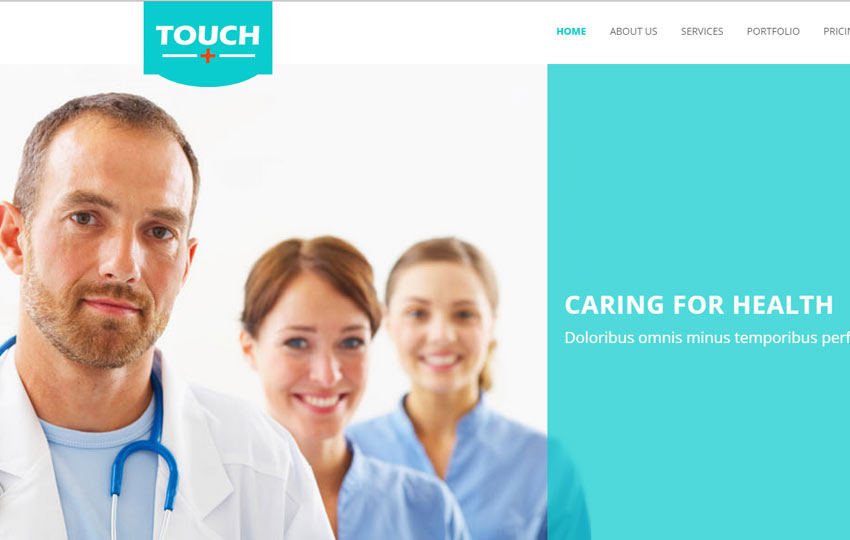 TOUCH
HOME ABOUT US SERVICES PORTFOLIO PRICIN
CARING FOR HEALTH
Doloribus omnis minus temporibus perf